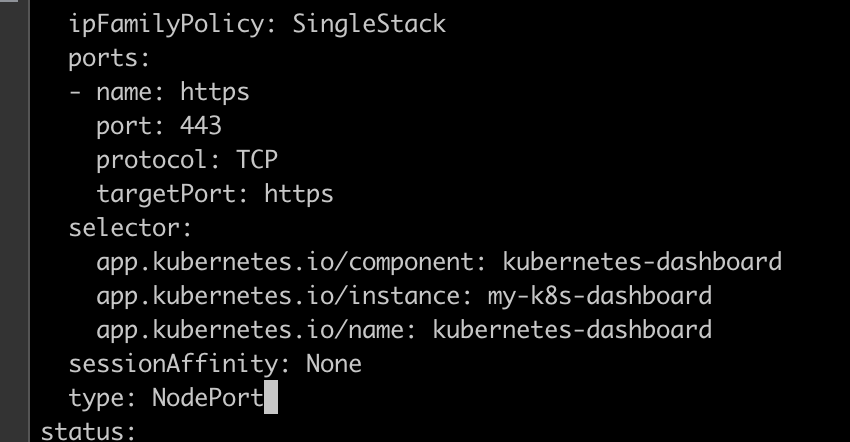 ipFamilyPolicy: SingleStack
ports:
- name: https
port: 443
protocol: TCP
targetPort: https
selector:
app.kubernetes.io/component: kubernetes-dashboard
app.kubernetes.io/instance: my-k8s-dashboard
app.kubernetes.io/name: kubernetes-dashboard
sessionAffinity: None
type: NodePort
status: